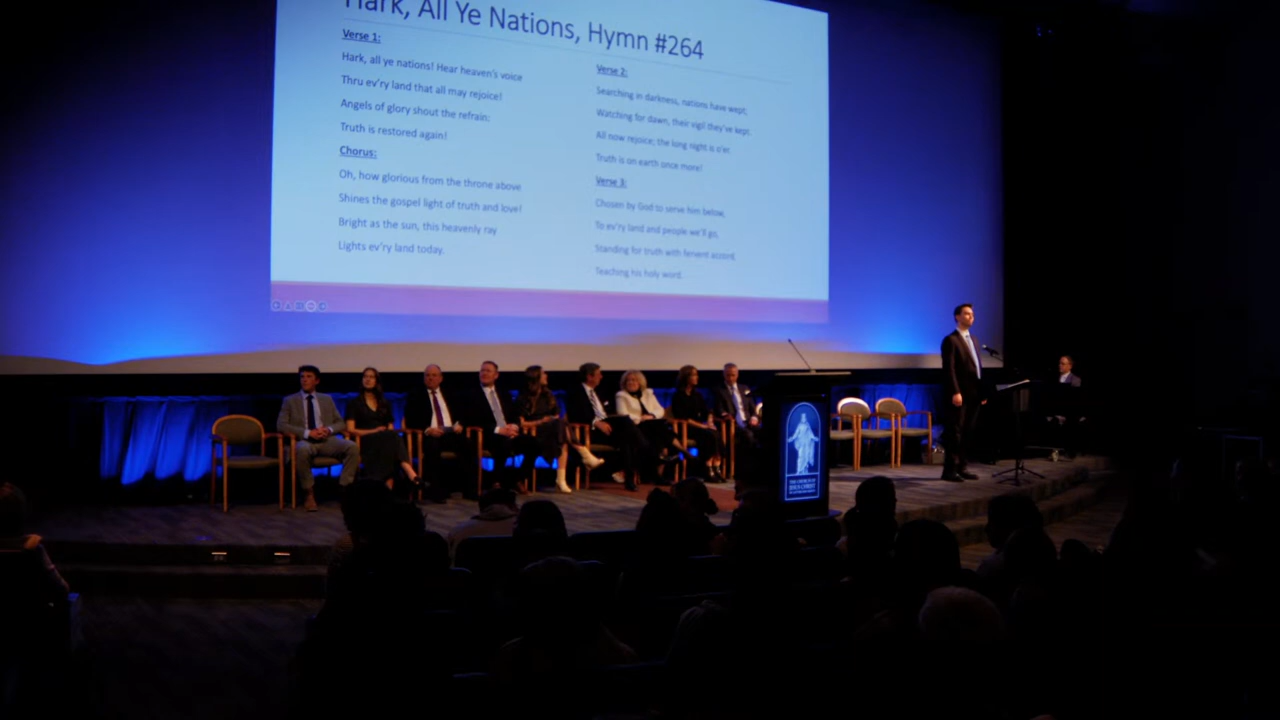 Hark, All Ye Nations, Hymn #264
Verse 1:
Hark, all ye nations! Hear heaven's voice
Thru ev'ry land that all may rejoice!
Angels of glory shout the refrain:
Truth is restored again!
Chorus:
Oh, how glorious from the throne above
Shines the gospel light of truth and love!
Bright as the sun, this heavenly ray
Lights ev'ry land today.
Verse 2:
Searching in darkness, nations have wept,
Watching for dawn, their vigil they've kept.
All now rejoice; the long night is o'er.
Truth is on earth once more!
Verse 3:
Chosen by God to serve him below,
To ev'ry land and people we'll go,
Standing for truth with fervent accord,
Teaching his holy word.
THE CHURCH OF
JESUS CHRIST